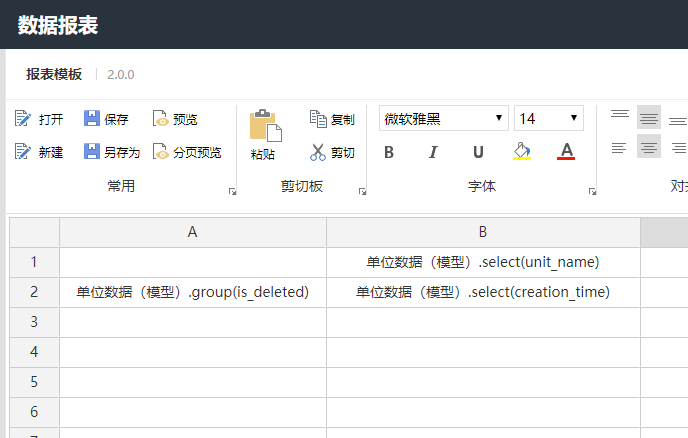 数据报表
报表模板 2.0.0
打开 保存 预览 复制 微软雅黑 14
新建 另存为 分页预览 粘贴 剪切 B I U A
常用 剪切板 字体
A B
1 单位数据（模型）.select(unit_name)
2 单位数据（模型）.group(is_deleted) 单位数据（模型）.select(creation_time)
3
4
5
6